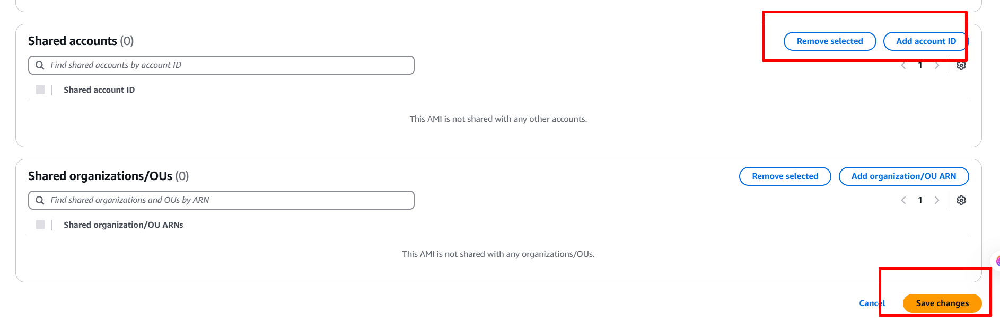 Shared accounts (0)
Remove selected
Add account ID
Find shared accounts by account ID
1
Shared account ID
This AMI is not shared with any other accounts.
Shared organizations/OUs (0)
Remove selected
Add organization/OU ARN
Find shared organizations and OUs by ARN
1
Shared organization/OU ARNs
This AMI is not shared with any organizations/OUs.
Cancel
Save changes